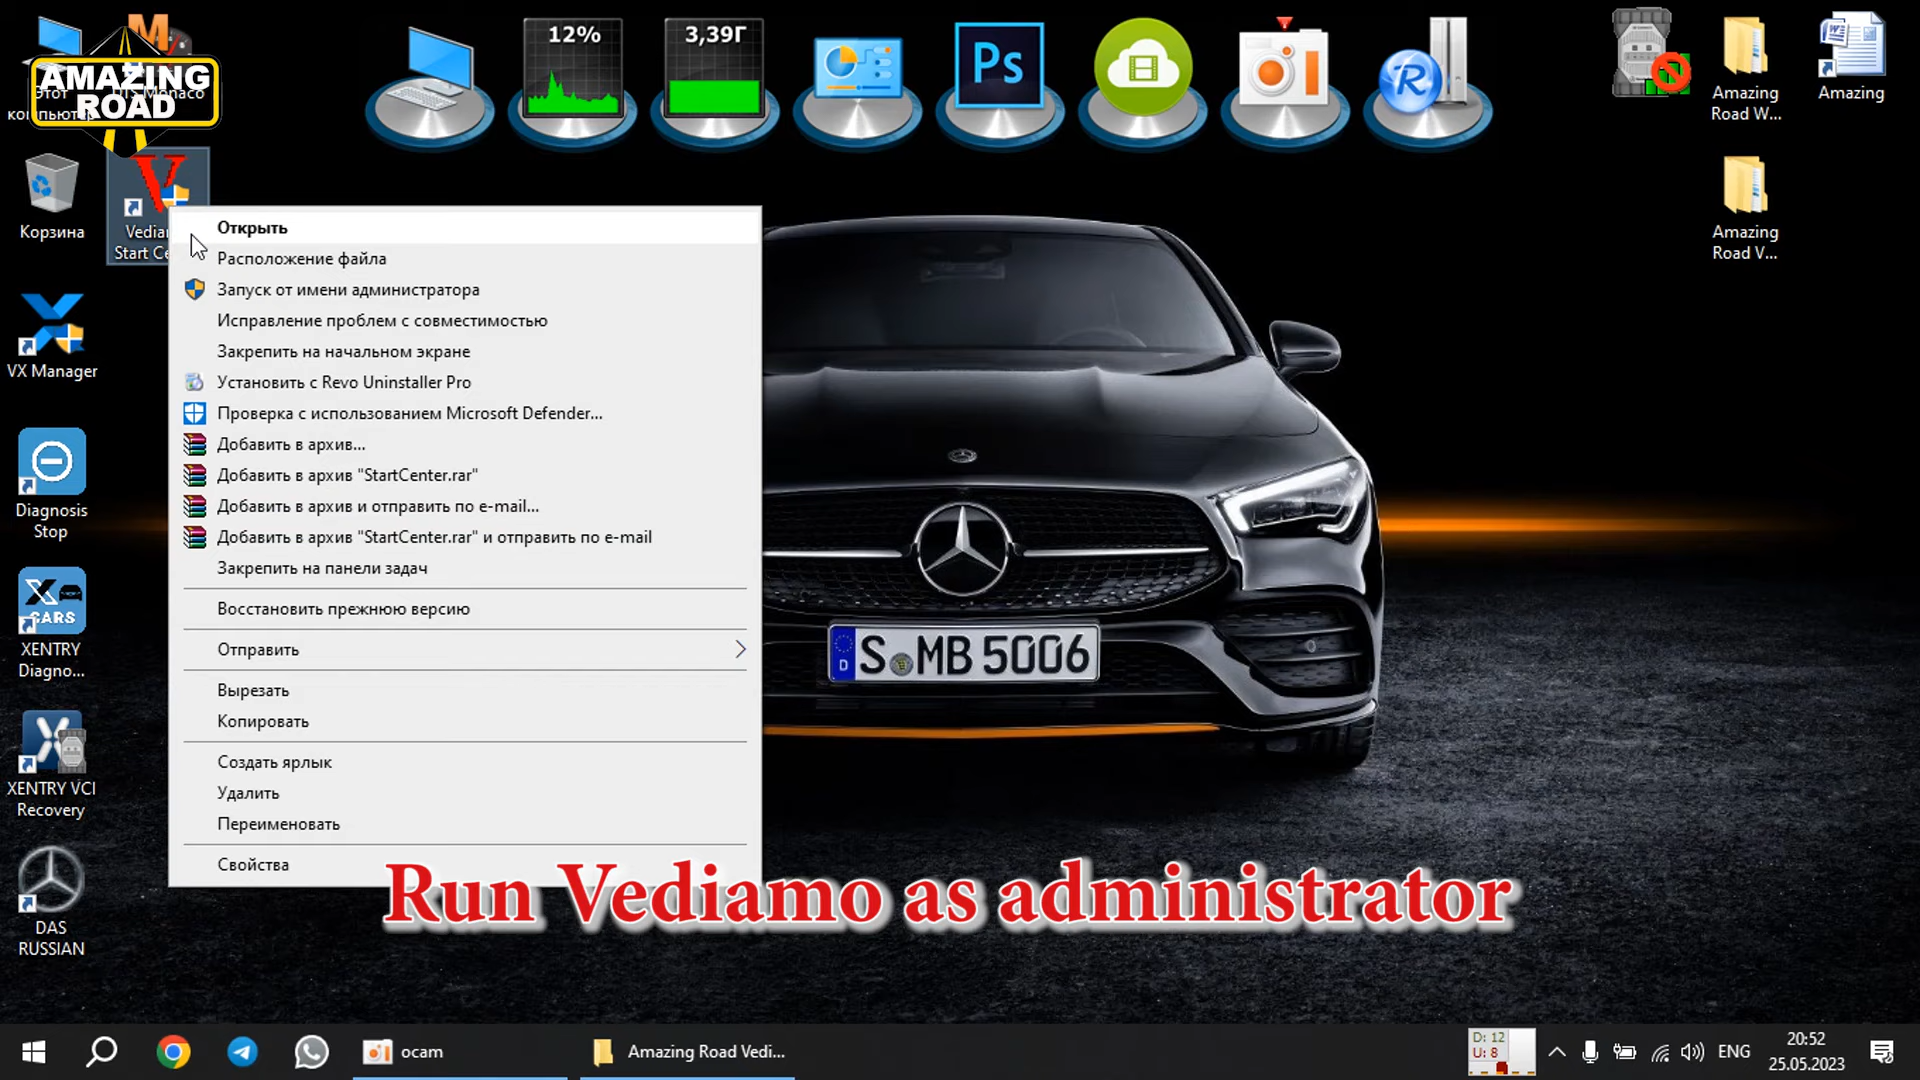 AMAZING
ROAD
Этот
DTS Monaco
Корзина
Start
VX Manager
Diagnosis
Stop
CARS
XENTRY
Diagno...
XENTRY VCI
Recovery
DAS
RUSSIAN
12%
3,39Г
Ps
R
Amazing
Road W...
Amazing
Amazing
Road V...
Открыть
Расположение файла
Запуск от имени администратора
Исправление проблем с совместимостью
Закрепить на начальном экране
Установить с Revo Uninstaller Pro
Проверка с использованием Microsoft Defender...
Добавить в архив...
Добавить в архив "StartCenter.rar"
Добавить в архив и отправить по e-mail...
Добавить в архив "StartCenter.rar" и отправить по e-mail
Закрепить на панели задач
Восстановить прежнюю версию
Отправить
Вырезать
Копировать
Создать ярлык
Удалить
Переименовать
Свойства
D
S MB 5006
Run Vediamo as administrator
ocam
Amazing Road Vedi...
D: 12
U: 8
ENG
20:52
25.05.2023